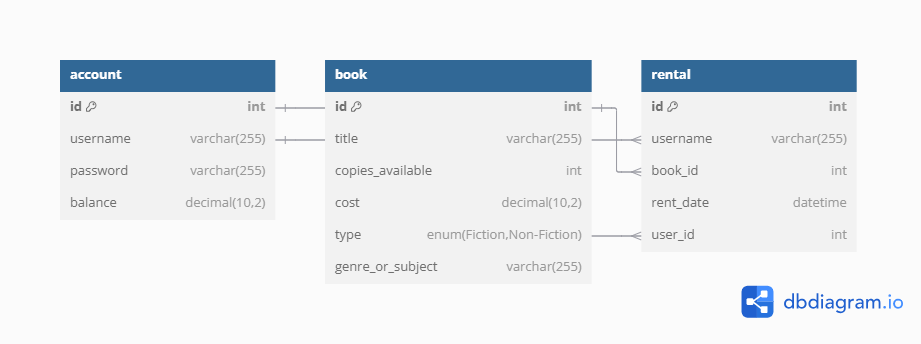 account
id int
username varchar(255)
password varchar(255)
balance decimal(10,2)
book
id int
title varchar(255)
copies_available int
cost decimal(10,2)
type enum(Fiction,Non-Fiction)
genre_or_subject varchar(255)
rental
id int
username varchar(255)
book_id int
rent_date datetime
user_id int
dbdiagram.io